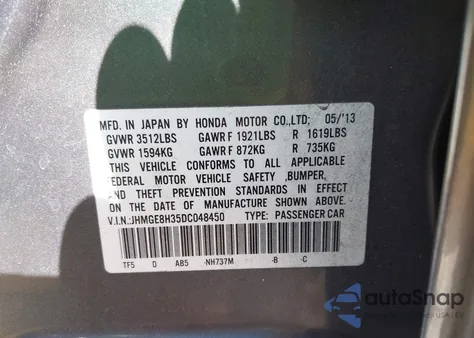 MFD. IN JAPAN BY HONDA MOTOR CO.,LTD; 05/'13
GVWR 3512LBS GAWR F 1921LBS R 1619LBS
GVWR 1594KG GAWR F 872KG R 735KG
THIS VEHICLE CONFORMS TO ALL APPLICABLE
FEDERAL MOTOR VEHICLE SAFETY ,BUMPER,
AND THEFT PREVENTION STANDARDS IN EFFECT
ON THE DATE OF MANUFACTURE SHOWN ABOVE.
V.I.N.:JHMGE8H35DC048450 TYPE: PASSENGER CAR
TF5 0 AB5 -NH737M -B -C
autoSnap